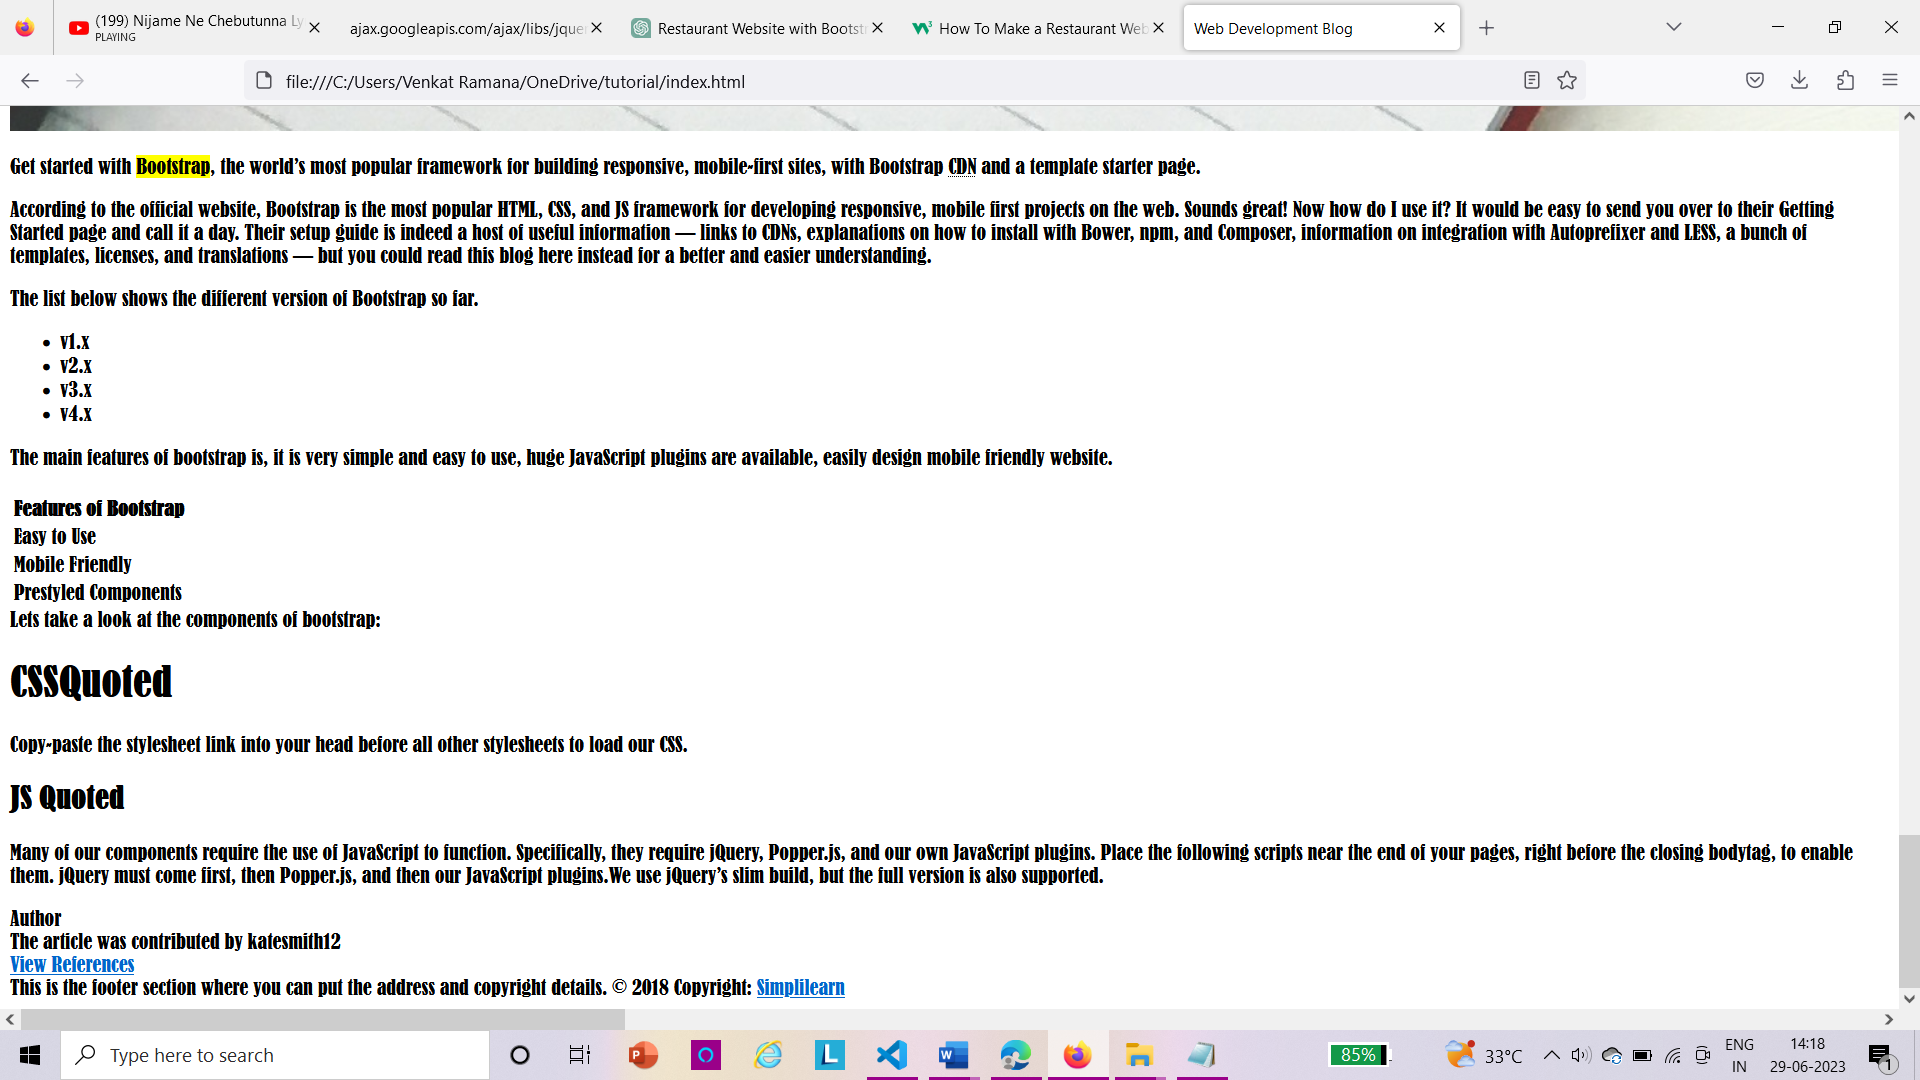 (199) Nijame Ne Chebutunna Ly
PLAYING
ajax.googleapis.com/ajax/libs/jque
Restaurant Website with Bootst
How To Make a Restaurant Web
Web Development Blog
file:///C:/Users/Venkat Ramana/OneDrive/tutorial/index.html
Get started with Bootstrap, the world’s most popular framework for building responsive, mobile-first sites, with Bootstrap CDN and a template starter page.
According to the official website, Bootstrap is the most popular HTML, CSS, and JS framework for developing responsive, mobile first projects on the web. Sounds great! Now how do I use it? It would be easy to send you over to their Getting
Started page and call it a day. Their setup guide is indeed a host of useful information — links to CDNs, explanations on how to install with Bower, npm, and Composer, information on integration with Autoprefixer and LESS, a bunch of
templates, licenses, and translations — but you could read this blog here instead for a better and easier understanding.
The list below shows the different version of Bootstrap so far.
• v1.x
• v2.x
• v3.x
• v4.x
The main features of bootstrap is, it is very simple and easy to use, huge JavaScript plugins are available, easily design mobile friendly website.
Features of Bootstrap
Easy to Use
Mobile Friendly
Prestyled Components
Lets take a look at the components of bootstrap:
CSSQuoted
Copy-paste the stylesheet link into your head before all other stylesheets to load our CSS.
JS Quoted
Many of our components require the use of JavaScript to function. Specifically, they require jQuery, Popper.js, and our own JavaScript plugins. Place the following scripts near the end of your pages, right before the closing bodytag, to enable
them. jQuery must come first, then Popper.js, and then our JavaScript plugins.We use jQuery’s slim build, but the full version is also supported.
Author
The article was contributed by katesmith12
View References
This is the footer section where you can put the address and copyright details. © 2018 Copyright: Simplilearn
Type here to search
85%
33°C
ENG
IN
14:18
29-06-2023
1